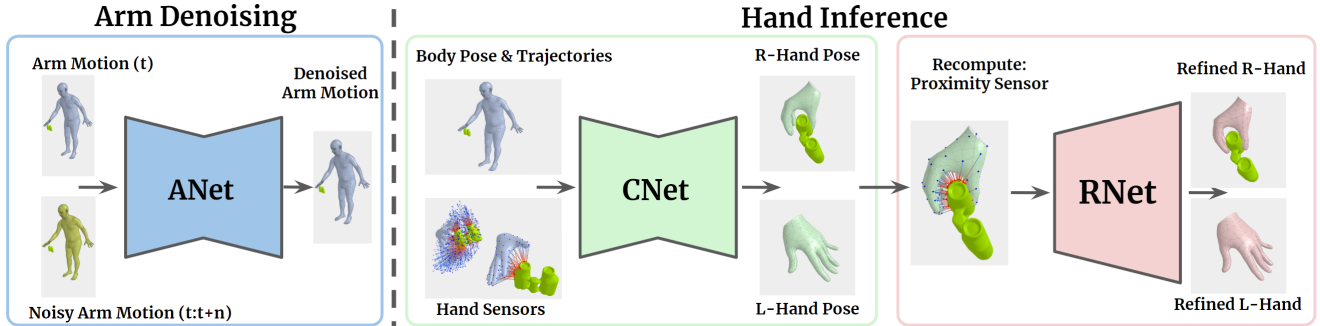 Arm Denoising
Hand Inference
Arm Motion (t)
Denoised
Arm Motion
ANet
Noisy Arm Motion (t:t+n)
Body Pose & Trajectories
R-Hand Pose
CNet
Hand Sensors
L-Hand Pose
Recompute:
Proximity Sensor
Refined R-Hand
RNet
Refined L-Hand